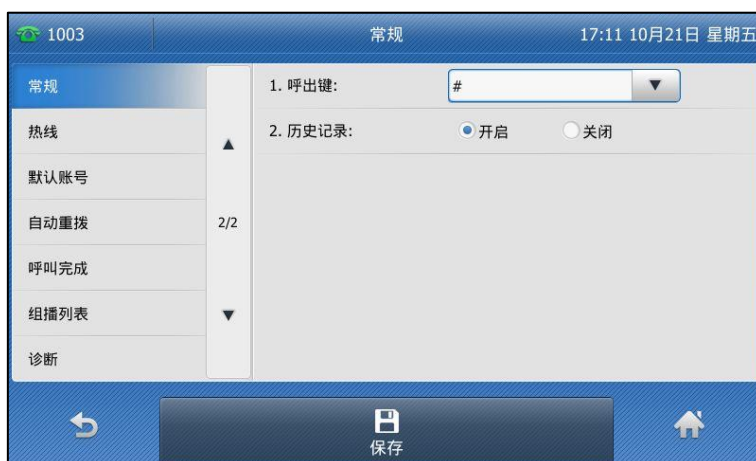 1003 常规 17:11 10月21日 星期五
常规
热线
默认账号
自动重拨
呼叫完成
组播列表
诊断
2/2
1. 呼出键: #
2. 历史记录: 开启 关闭
保存